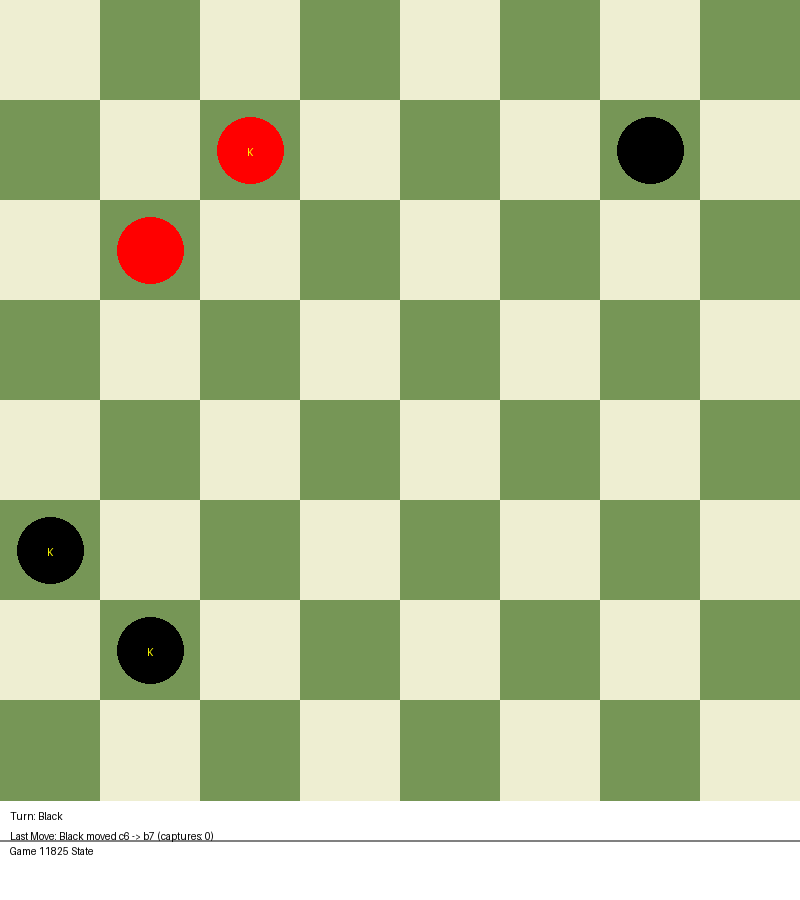 K
K
K
Turn: Black
Last Move: Black moved c6 -> b7 (captures: 0)
Game 11825 State